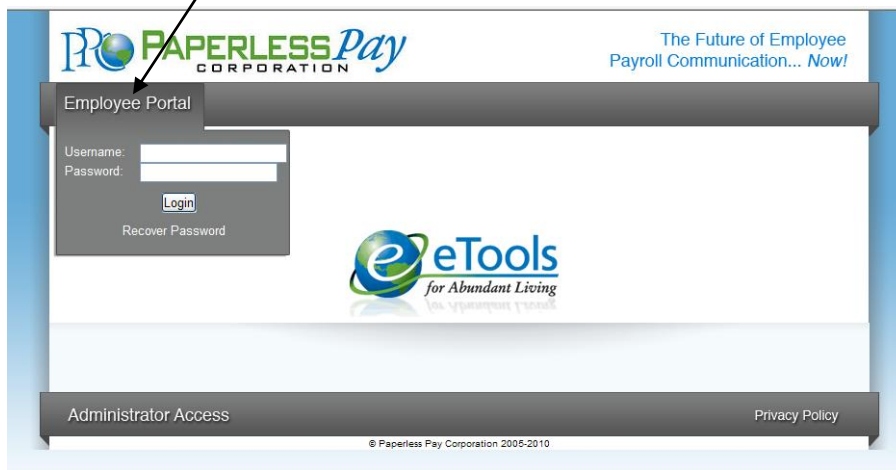 PPC PAPERLESS Pay
CORPORATION
The Future of Employee
Payroll Communication... Now!
Employee Portal
Username:
Password:
Login
Recover Password
e eTools
for Abundant Living
Administrator Access
Privacy Policy
© Paperless Pay Corporation 2005-2010